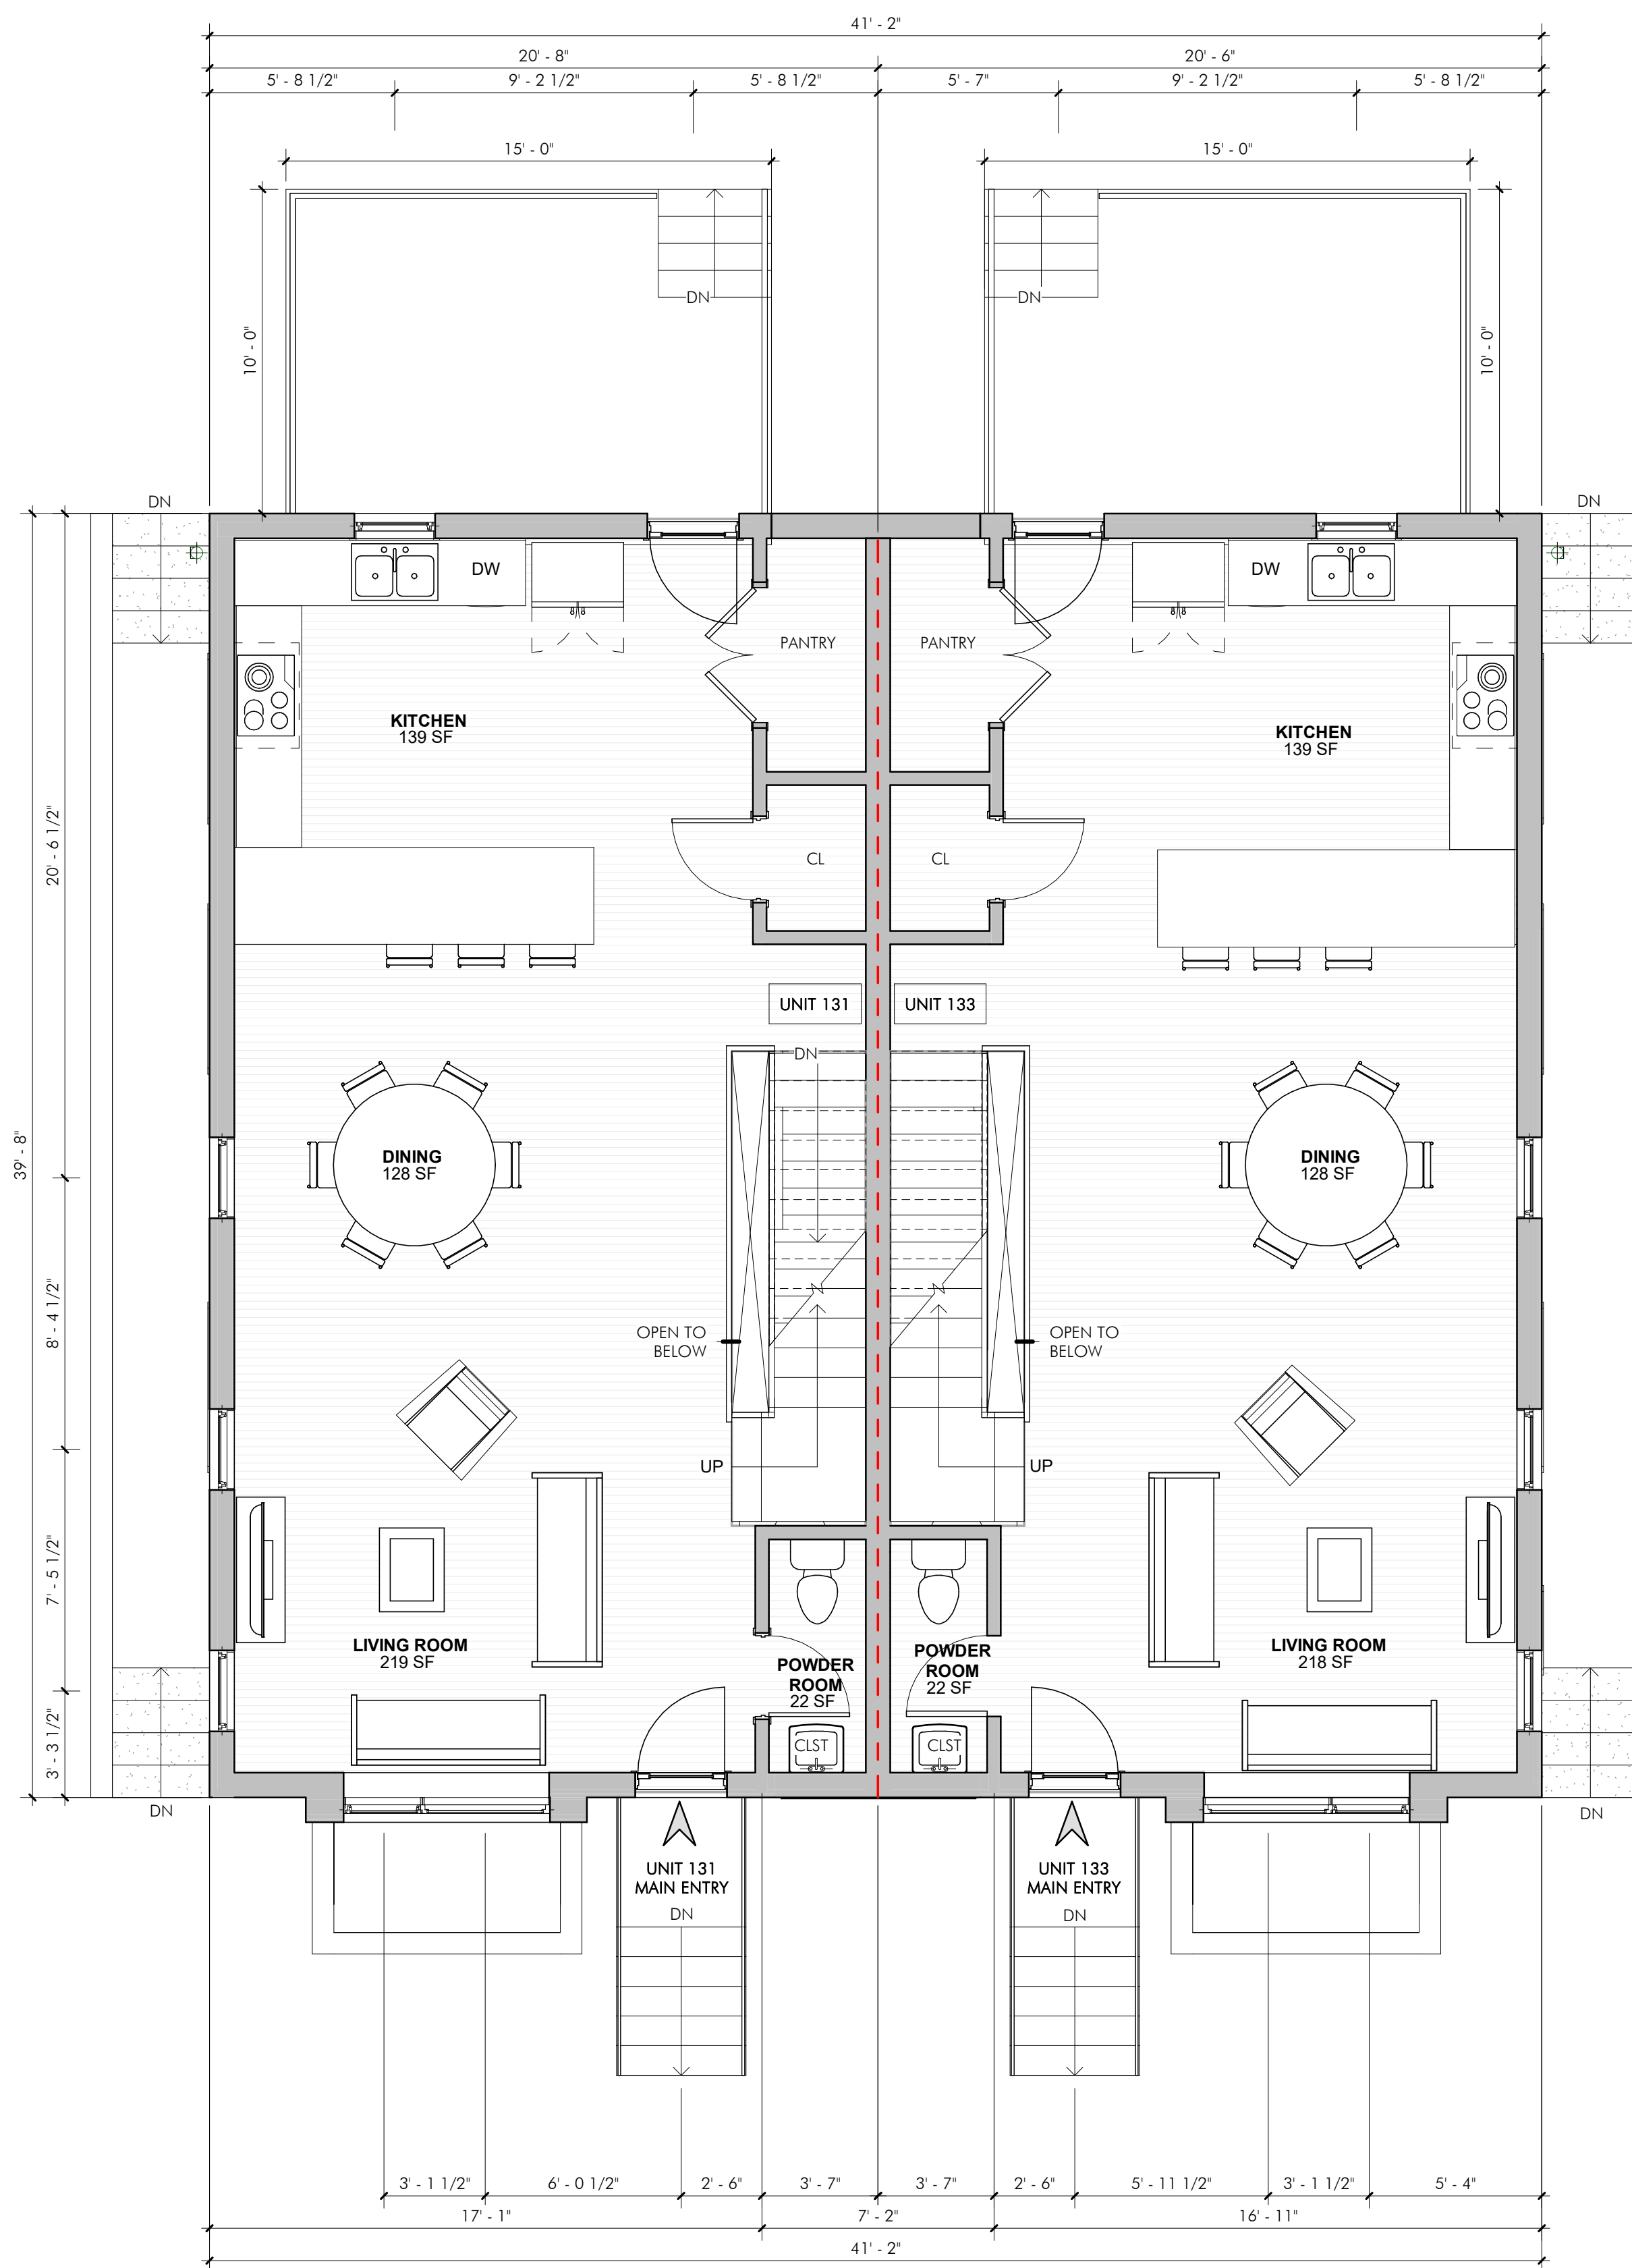 41' - 2"
20' - 8"
20' - 6"
5' - 8 1/2"
9' - 2 1/2"
5' - 8 1/2"
5' - 7"
9' - 2 1/2"
5' - 8 1/2"
15' - 0"
15' - 0"
DN
DN
10' - 0"
10' - 0"
DN
DN
DW
DW
PANTRY
PANTRY
KITCHEN
139 SF
KITCHEN
139 SF
20' - 6 1/2"
CL
CL
UNIT 131
UNIT 133
DN
39' - 8"
DINING
128 SF
DINING
128 SF
8' - 4 1/2"
OPEN TO
BELOW
OPEN TO
BELOW
UP
UP
7' - 5 1/2"
LIVING ROOM
219 SF
POWDER
ROOM
22 SF
POWDER
ROOM
22 SF
LIVING ROOM
218 SF
3' - 3 1/2"
CLST
CLST
DN
DN
UNIT 131
MAIN ENTRY
DN
UNIT 133
MAIN ENTRY
DN
3' - 1 1/2"
6' - 0 1/2"
2' - 6"
3' - 7"
3' - 7"
2' - 6"
5' - 11 1/2"
3' - 1 1/2"
5' - 4"
17' - 1"
7' - 2"
16' - 11"
41' - 2"